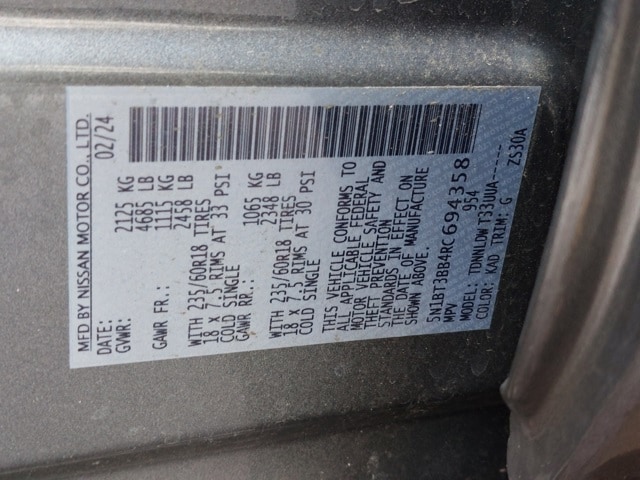 MFD BY NISSAN MOTOR CO., LTD.
DATE: 02/24
GVWR: 2125 KG
4685 LB
GAWR FR.: 1115 KG
2458 LB
WITH 235/60R18 TIRES
18 X 7.5 RIMS AT 33 PSI
COLD SINGLE
GAWR RR.: 1065 KG
2348 LB
WITH 235/60R18 TIRES
18 X 7.5 RIMS AT 30 PSI
COLD SINGLE
THIS VEHICLE CONFORMS TO
ALL APPLICABLE FEDERAL
MOTOR VEHICLE SAFETY AND
THEFT PREVENTION
STANDARDS IN EFFECT ON
THE DATE OF MANUFACTURE
SHOWN ABOVE.
5N1BT3BB4RC694358
MPV 954
MODEL: TDWNLDW T33UUA------
COLOR: KAD TRIM: G ZS30A